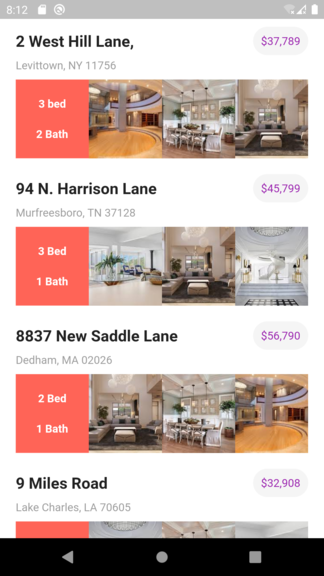 8:12
2 West Hill Lane,
$37,789
Levittown, NY 11756
3 bed
2 Bath
94 N. Harrison Lane
$45,799
Murfreesboro, TN 37128
3 Bed
1 Bath
8837 New Saddle Lane
$56,790
Dedham, MA 02026
2 Bed
1 Bath
9 Miles Road
$32,908
Lake Charles, LA 70605